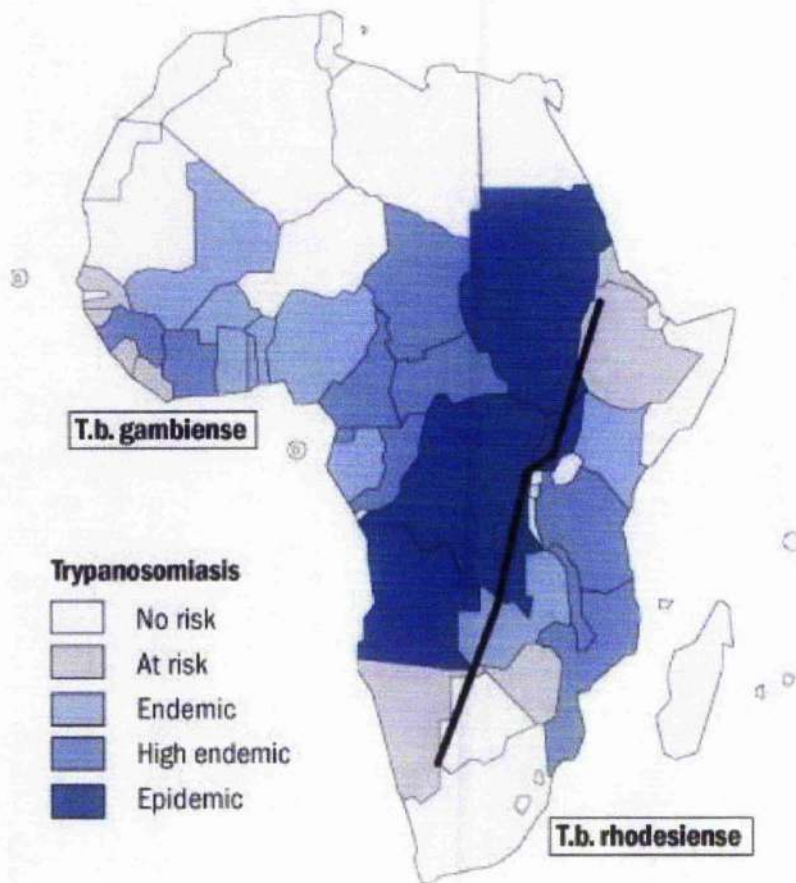 T.b. gambiense
Trypanosomiasis
No risk
At risk
Endemic
High endemic
Epidemic
T.b. rhodesiense